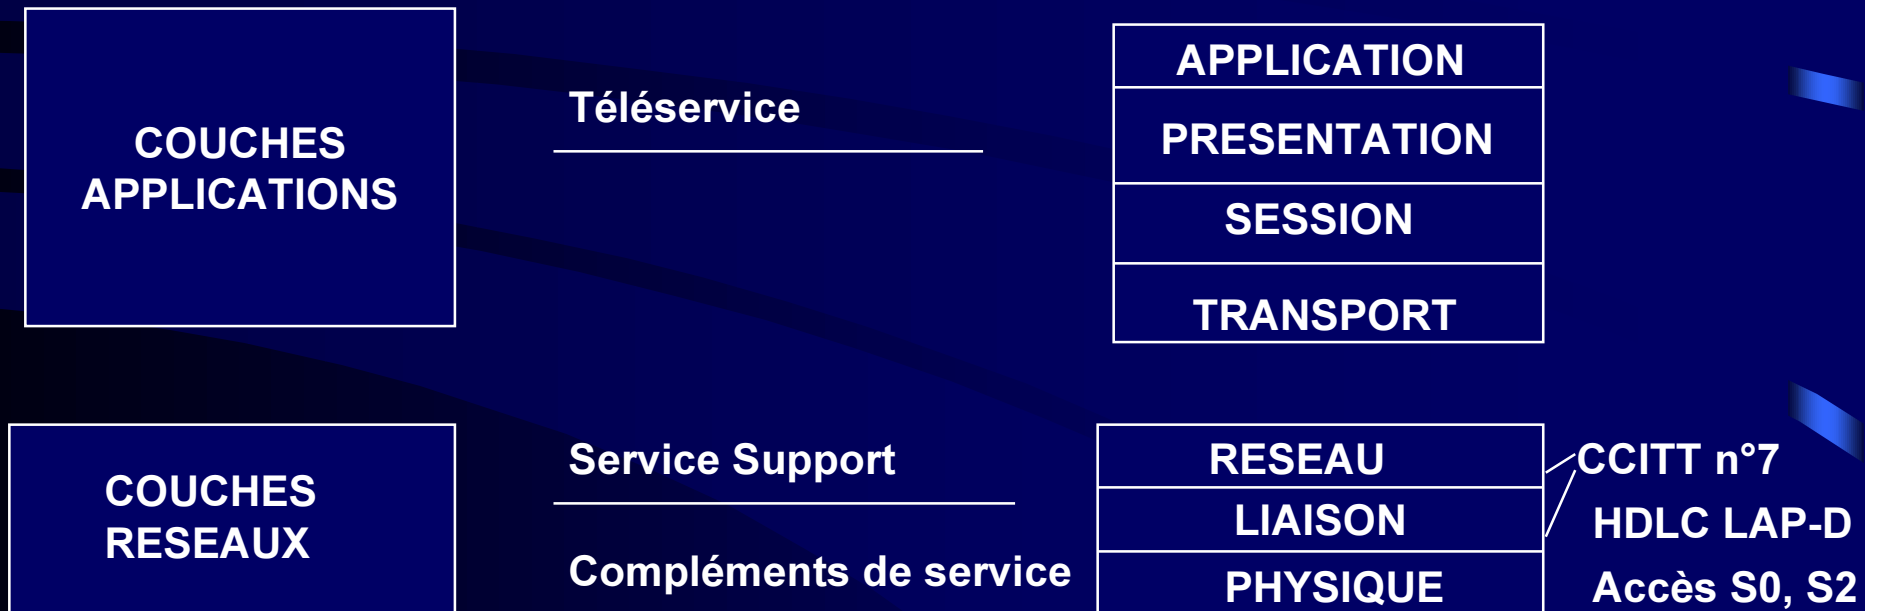 COUCHES
APPLICATIONS
Téléservice
APPLICATION
PRESENTATION
SESSION
TRANSPORT
COUCHES
RESEAUX
Service Support
Compléments de service
RESEAU
LIAISON
PHYSIQUE
CCITT n°7
HDLC LAP-D
Accès S0, S2